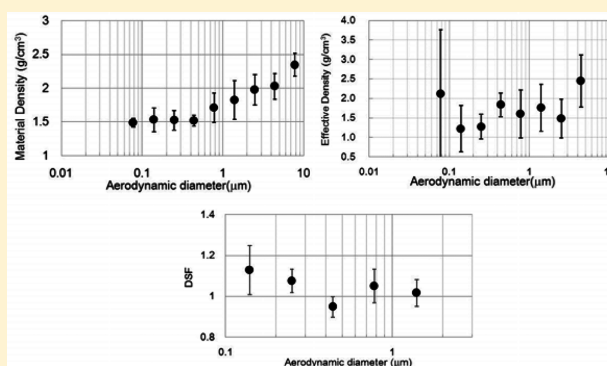 Material Density (g/cm³)
3
2.5
2
1.5
1
0.01 0.1 1 10
Aerodynamic diameter(μm)
Effective Density (g/cm³)
4.0
3.5
3.0
2.5
2.0
1.5
1.0
0.5
0.01 0.1 1
Aerodynamic diameter(μm)
DSF
1.4
1.2
1
0.8
0.1 1
Aerodynamic diameter (μm)